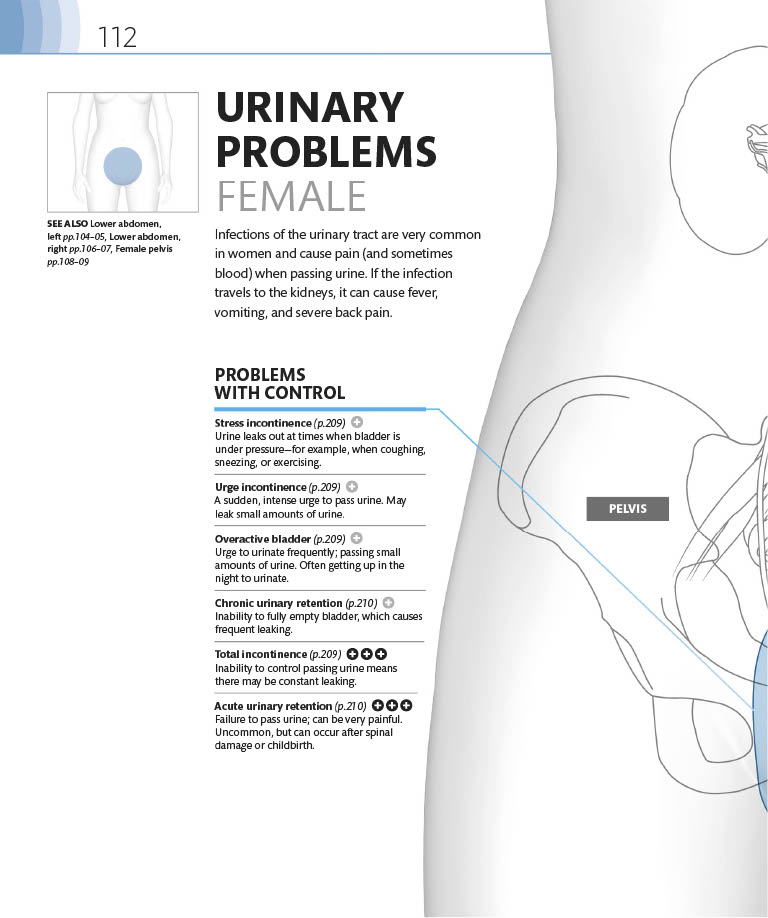 112
URINARY
PROBLEMS
FEMALE
SEE ALSO Lower abdomen,
left pp.104–05, Lower abdomen,
right pp.106–07, Female pelvis
pp.108–09
Infections of the urinary tract are very common
in women and cause pain (and sometimes
blood) when passing urine. If the infection
travels to the kidneys, it can cause fever,
vomiting, and severe back pain.
PROBLEMS
WITH CONTROL
Stress incontinence (p.209)
Urine leaks out at times when bladder is
under pressure—for example, when coughing,
sneezing, or exercising.
Urge incontinence (p.209)
A sudden, intense urge to pass urine. May
leak small amounts of urine.
Overactive bladder (p.209)
Urge to urinate frequently; passing small
amounts of urine. Often getting up in the
night to urinate.
Chronic urinary retention (p.210)
Inability to fully empty bladder, which causes
frequent leaking.
Total incontinence (p.209)
Inability to control passing urine means
there may be constant leaking.
Acute urinary retention (p.210)
Failure to pass urine; can be very painful.
Uncommon, but can occur after spinal
damage or childbirth.
PELVIS